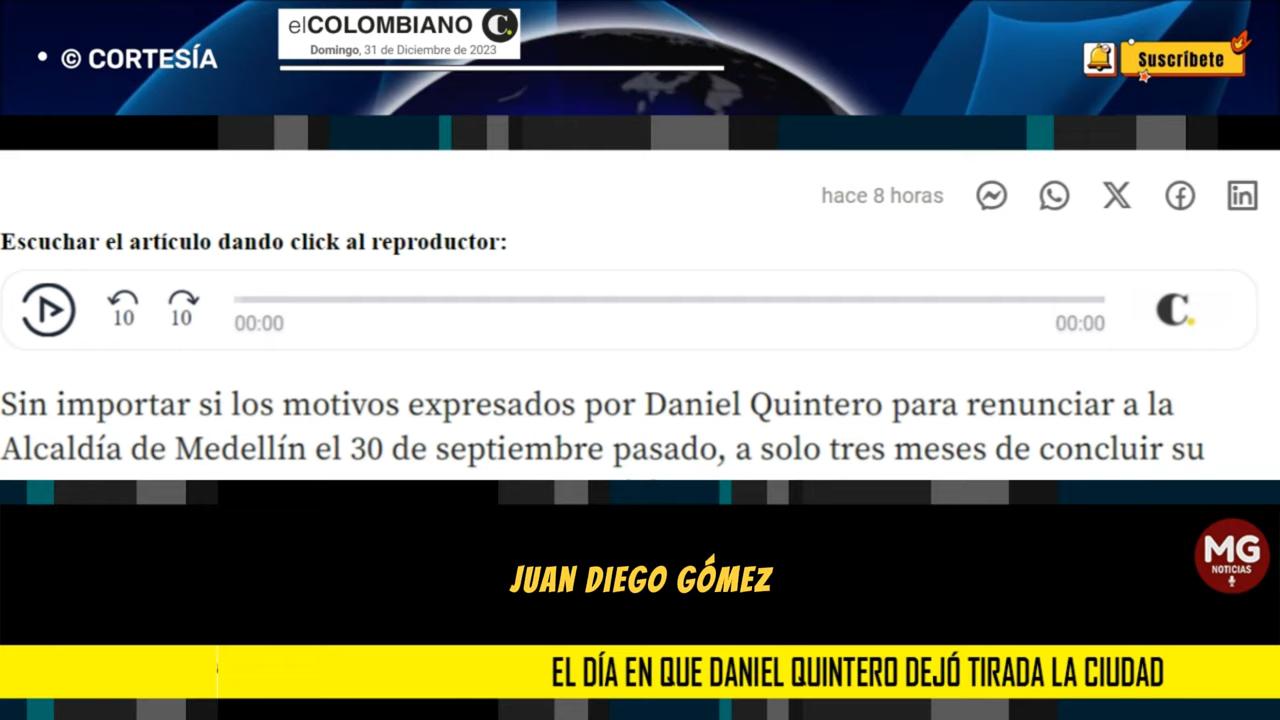 elCOLOMBIANO C.
Domingo, 31 de Diciembre de 2023
• © CORTESÍA
Suscríbete
hace 8 horas
Escuchar el artículo dando click al reproductor:
10 10
00:00 00:00
C.
Sin importar si los motivos expresados por Daniel Quintero para renunciar a la
Alcaldía de Medellín el 30 de septiembre pasado, a solo tres meses de concluir su
MG
NOTICIAS
JUAN DIEGO GÓMEZ
EL DÍA EN QUE DANIEL QUINTERO DEJÓ TIRADA LA CIUDAD